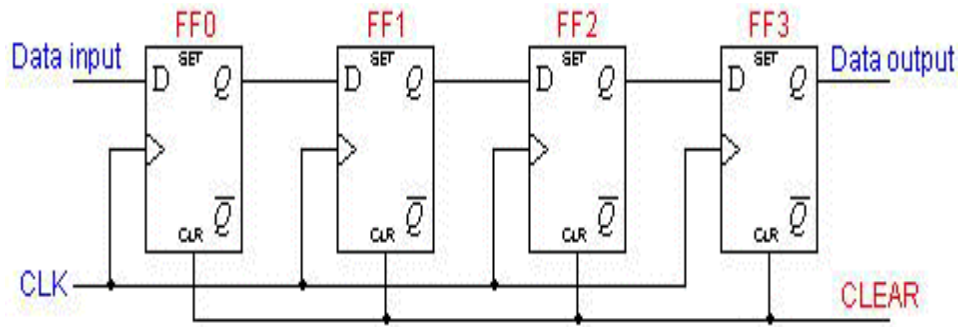 FF0 FF1 FF2 FF3
Data input SET SET SET SET Data output
D Q D Q D Q D Q
Q Q Q Q
CLR CLR CLR CLR
CLK CLEAR